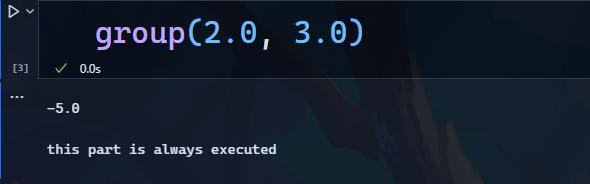 group(2.0, 3.0)
[3]
0.0s
...
-5.0
this part is always executed